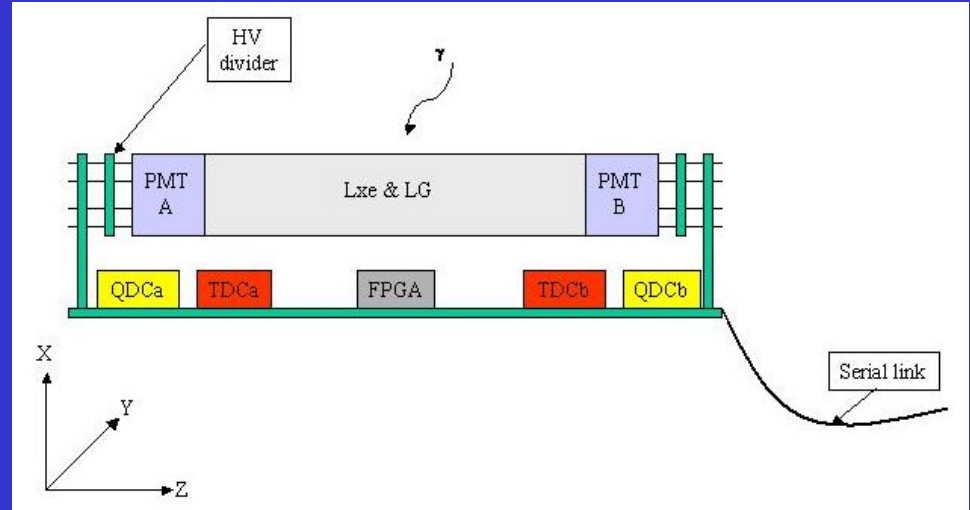 HV
divider
γ
PMT
A
Lxe & LG
PMT
B
QDCa
TDCa
FPGA
TDCb
QDCb
X
Y
Z
Serial link